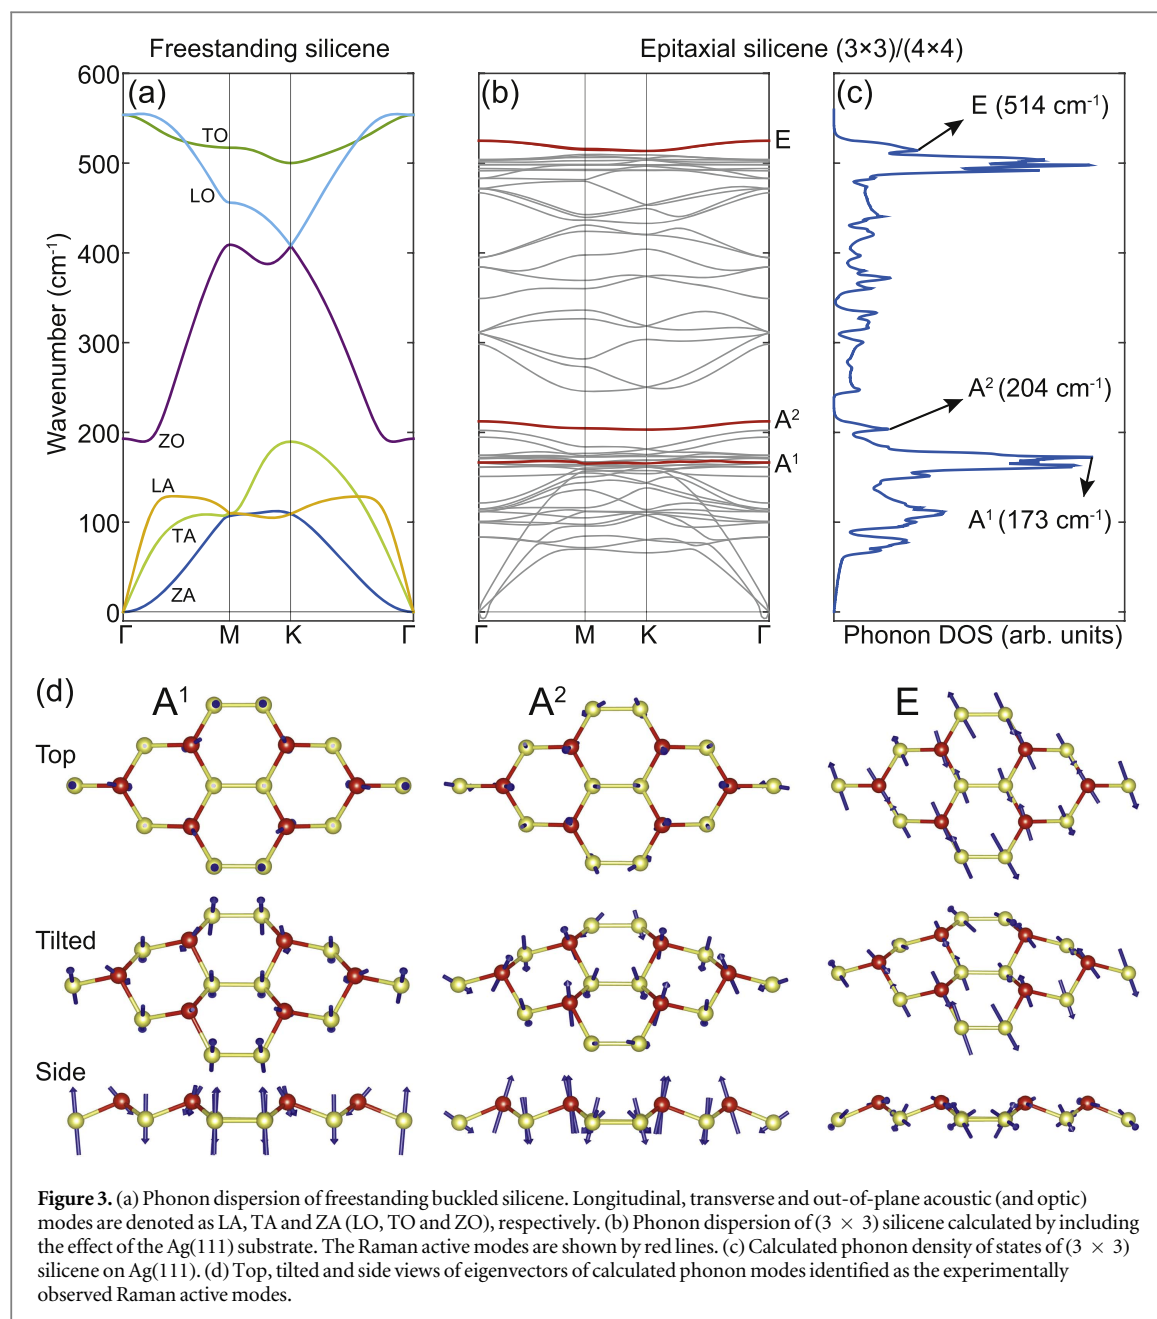 Freestanding silicene
Epitaxial silicene (3×3)/(4×4)
(a)
(b)
(c)
Wavenumber (cm⁻¹)
600
500
400
300
200
100
0
TO
LO
ZO
LA
TA
ZA
Γ M K Γ
E
A²
A¹
Γ M K Γ
E (514 cm⁻¹)
A² (204 cm⁻¹)
A¹ (173 cm⁻¹)
Phonon DOS (arb. units)
(d)
A¹
A²
E
Top
Tilted
Side
Figure 3. (a) Phonon dispersion of freestanding buckled silicene. Longitudinal, transverse and out-of-plane acoustic (and optic)
modes are denoted as LA, TA and ZA (LO, TO and ZO), respectively. (b) Phonon dispersion of (3 × 3) silicene calculated by including
the effect of the Ag(111) substrate. The Raman active modes are shown by red lines. (c) Calculated phonon density of states of (3 × 3)
silicene on Ag(111). (d) Top, tilted and side views of eigenvectors of calculated phonon modes identified as the experimentally
observed Raman active modes.